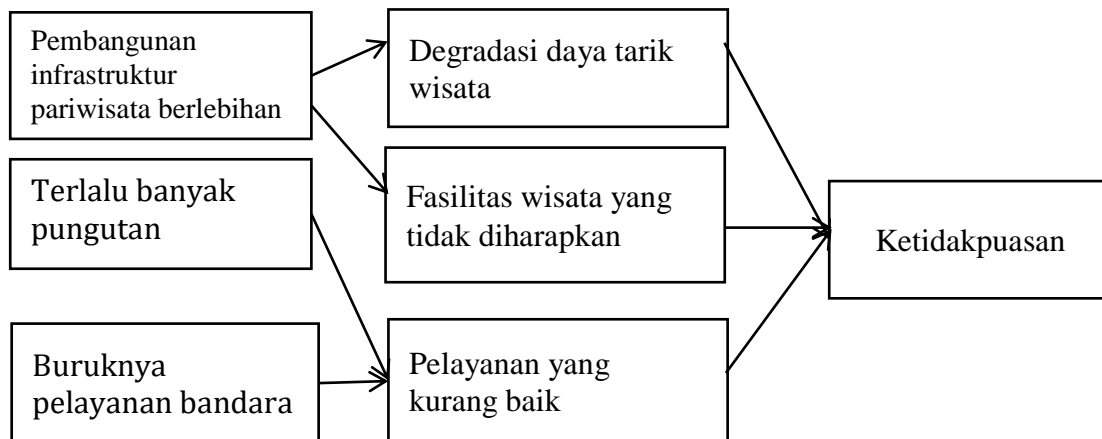 Pembangunan
infrastruktur
pariwisata berlebihan
Terlalu banyak
pungutan
Buruknya
pelayanan bandara
Degradasi daya tarik
wisata
Fasilitas wisata yang
tidak diharapkan
Pelayanan yang
kurang baik
Ketidakpuasan